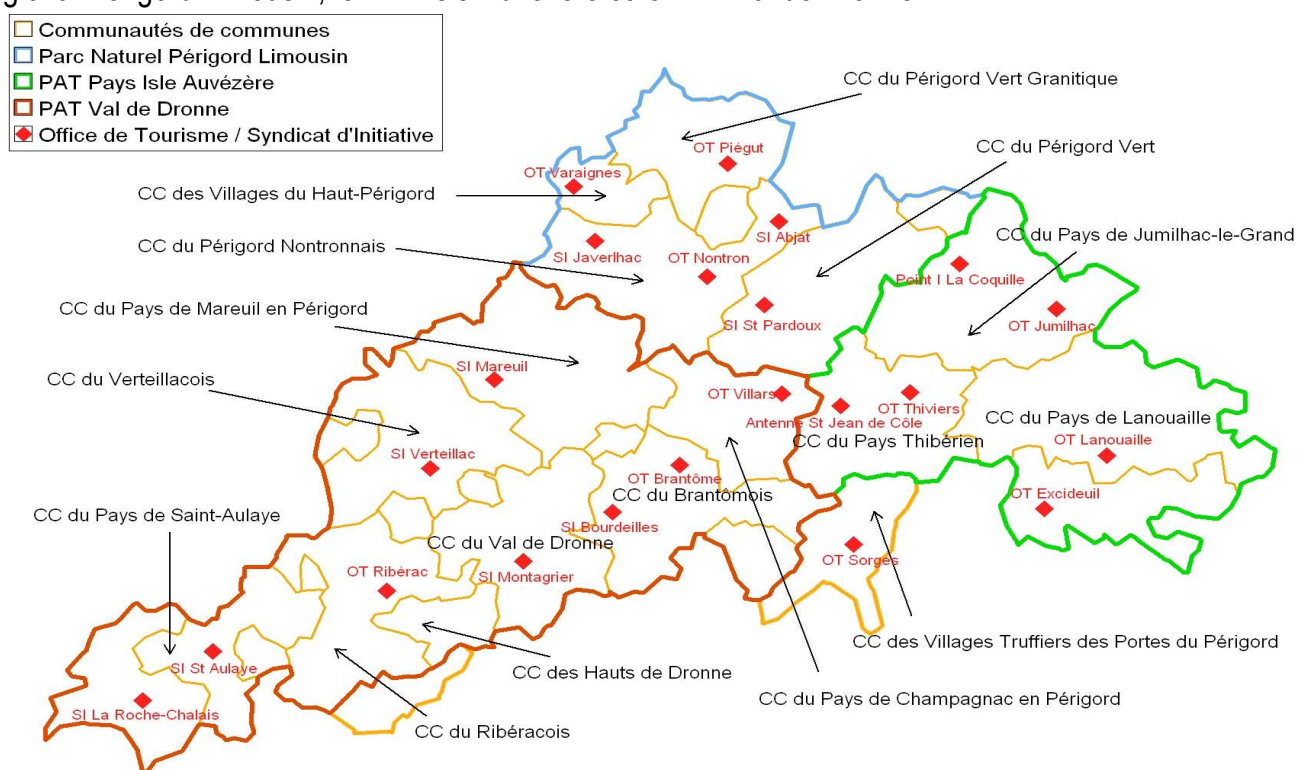 Communautés de communes
Parc Naturel Périgord Limousin
PAT Pays Isle Auvézère
PAT Val de Dronne
Office de Tourisme / Syndicat d'Initiative
CC du Périgord Vert Granitique
OT Piégut
CC du Périgord Vert
OT Varaignes
CC des Villages du Haut-Périgord
SI Abjat
CC du Pays de Jumilhac-le-Grand
CC du Périgord Nontronnais
SI Javerlhac
OT Nontron
Point I La Coquille
CC du Pays de Mareuil en Périgord
SI St Pardoux
OT Jumilhac
SI Mareuil
CC du Verteillacois
OT Villars
OT Thiviers
Antenne St Jean de Côle
CC du Pays de Lanouaille
CC du Pays Thibérien
OT Lanouaille
SI Verteillac
OT Brantôme
CC du Brantômois
OT Excideuil
CC du Pays de Saint-Aulaye
SI Bourdeilles
CC du Val de Dronne
OT Sorges
OT Ribérac
SI Montagrier
CC des Villages Truffiers des Portes du Périgord
SI St Aulaye
CC des Hauts de Dronne
CC du Pays de Champagnac en Périgord
SI La Roche-Chalais
CC du Ribéracois